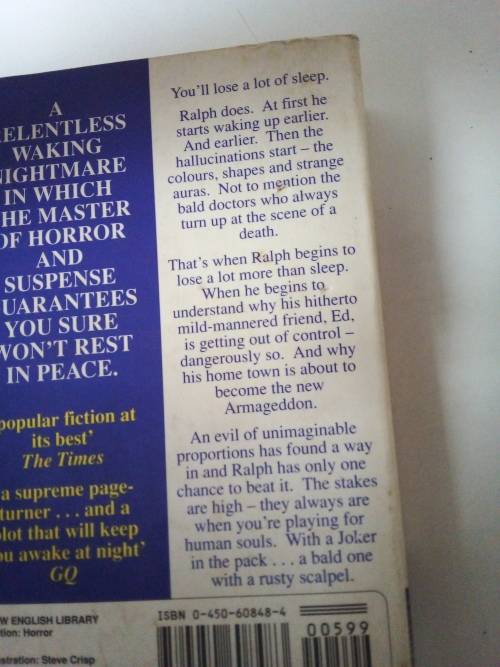 A
ELENTLESS
WAKING
NIGHTMARE
IN WHICH
HE MASTER
OF HORROR
AND
SUSPENSE
UARANTEES
YOU SURE
WON'T REST
IN PEACE.
popular fiction at
its best'
The Times
a supreme page-
turner . . . and a
plot that will keep
ou awake at night'
GQ
You'll lose a lot of sleep.
Ralph does. At first he
starts waking up earlier.
And earlier. Then the
hallucinations start – the
colours, shapes and strange
auras. Not to mention the
bald doctors who always
turn up at the scene of a
death.
That's when Ralph begins to
lose a lot more than sleep.
When he begins to
understand why his hitherto
mild-mannered friend, Ed,
is getting out of control –
dangerously so. And why
his home town is about to
become the new
Armageddon.
An evil of unimaginable
proportions has found a way
in and Ralph has only one
chance to beat it. The stakes
are high – they always are
when you're playing for
human souls. With a Joker
in the pack . . . a bald one
with a rusty scalpel.
W ENGLISH LIBRARY
tion: Horror
stration: Steve Crisp
ISBN 0-450-60848-4
00599